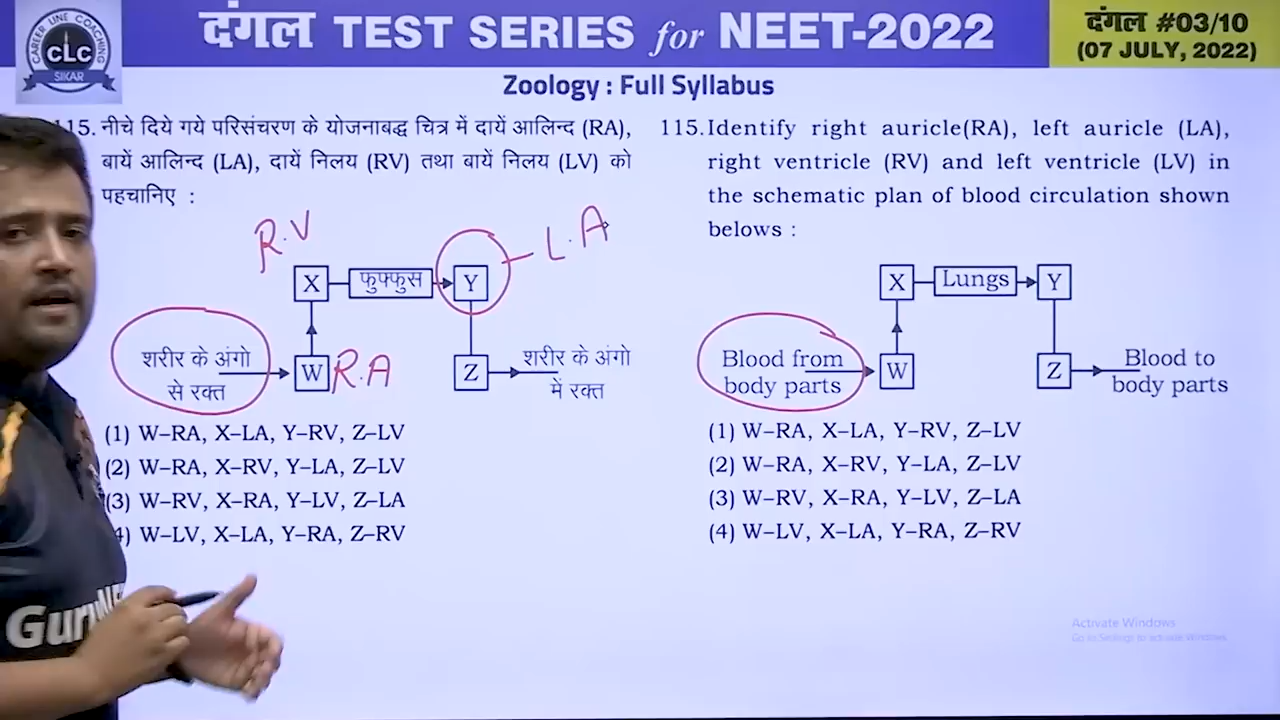 CAREER LINE COACHING
CLC
SIKAR
दंगल TEST SERIES for NEET-2022
दंगल #03/10
(07 JULY, 2022)
Zoology : Full Syllabus
115. नीचे दिये गये परिसंचरण के योजनाबद्ध चित्र में दायें आलिन्द (RA),
बायें आलिन्द (LA), दायें निलय (RV) तथा बायें निलय (LV) को
पहचानिए :
R.V
L.A
X
फुफ्फुस
Y
शरीर के अंगो
से रक्त
W
R.A
Z
शरीर के अंगो
में रक्त
(1) W–RA, X–LA, Y–RV, Z–LV
(2) W–RA, X–RV, Y–LA, Z–LV
(3) W–RV, X–RA, Y–LV, Z–LA
4) W–LV, X–LA, Y–RA, Z–RV
115. Identify right auricle(RA), left auricle (LA),
right ventricle (RV) and left ventricle (LV) in
the schematic plan of blood circulation shown
belows :
X
Lungs
Y
Blood from
body parts
W
Z
Blood to
body parts
(1) W–RA, X–LA, Y–RV, Z–LV
(2) W–RA, X–RV, Y–LA, Z–LV
(3) W–RV, X–RA, Y–LV, Z–LA
(4) W–LV, X–LA, Y–RA, Z–RV
Activate Windows
Go to Settings to activate Windows.